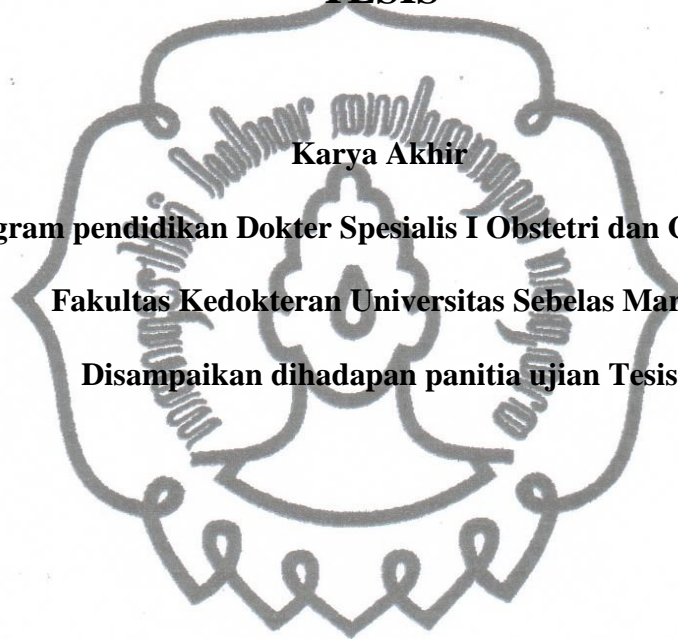 TESIS
Karya Akhir
gram pendidikan Dokter Spesialis I Obstetri dan
Fakultas Kedokteran Universitas Sebelas Mar
Disampaikan dihadapan panitia ujian Tesis